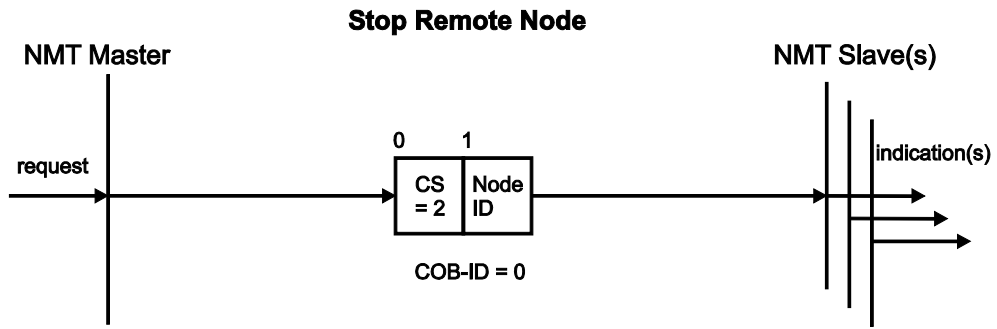 Stop Remote Node
NMT Master
NMT Slave(s)
0 1
request
indication(s)
CS
= 2
Node
ID
COB-ID = 0